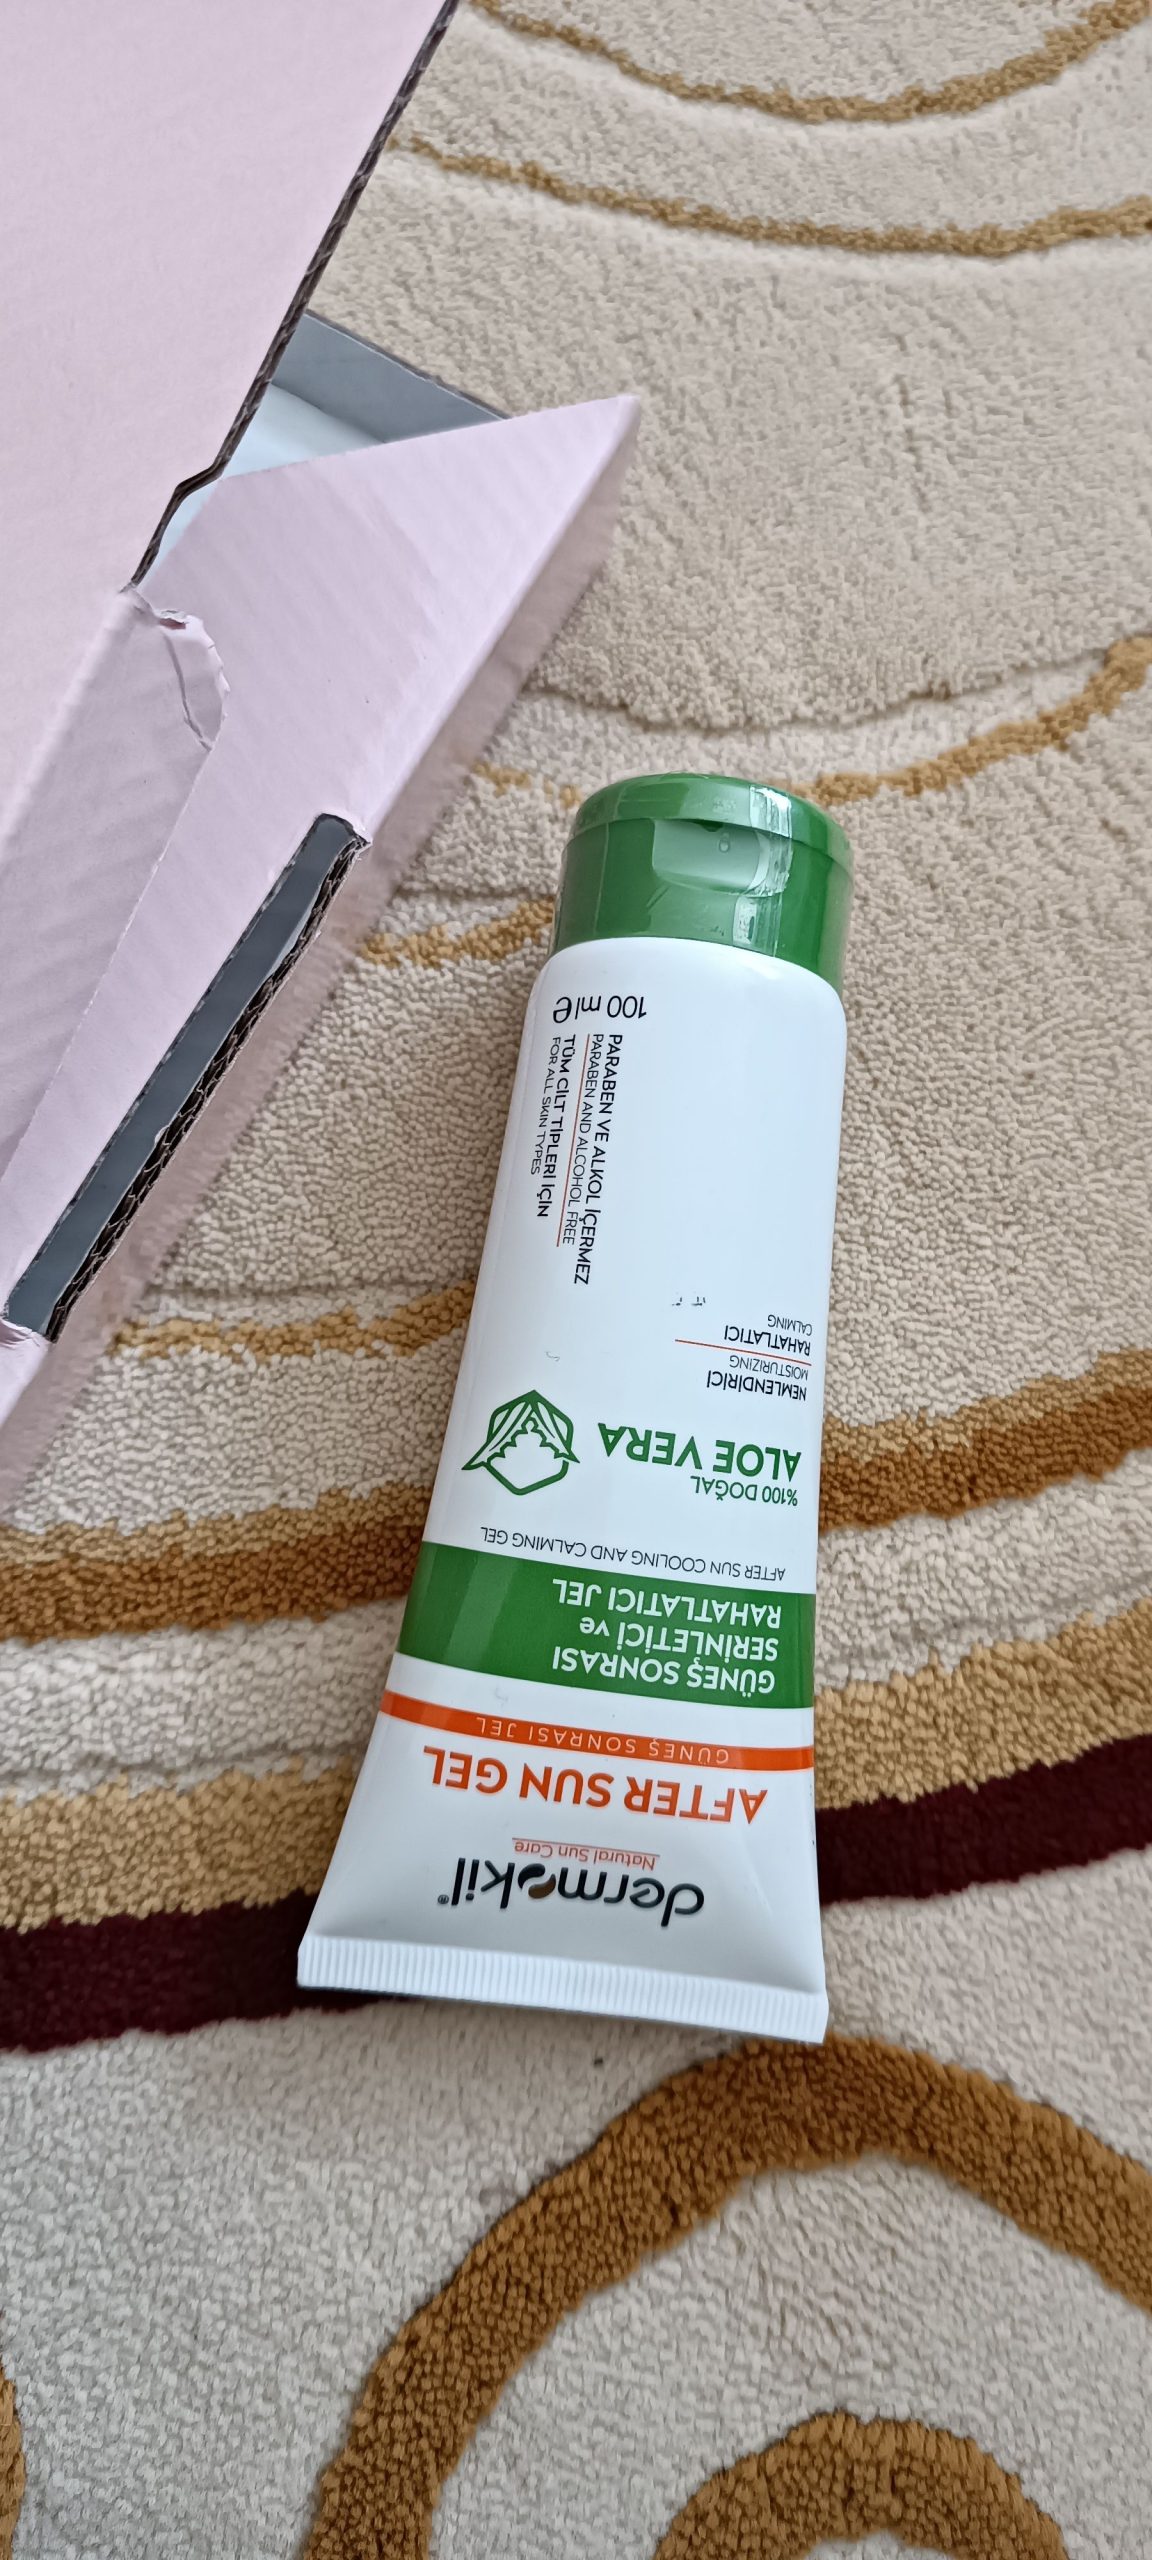 dermokil®
Natural Sun Care
AFTER SUN GEL
GÜNEŞ SONRASI JEL
GÜNEŞ SONRASI
SERİNLETİCİ ve
RAHATLATICI JEL
AFTER SUN COOLING AND CALMING GEL
%100 DOĞAL
ALOE VERA
NEMLENDİRİCİ
MOISTURIZING
RAHATLATICI
CALMING
PARABEN VE ALKOL İÇERMEZ
PARABEN AND ALCOHOL FREE
TÜM CİLT TİPLERİ İÇİN
FOR ALL SKIN TYPES
100 ml e